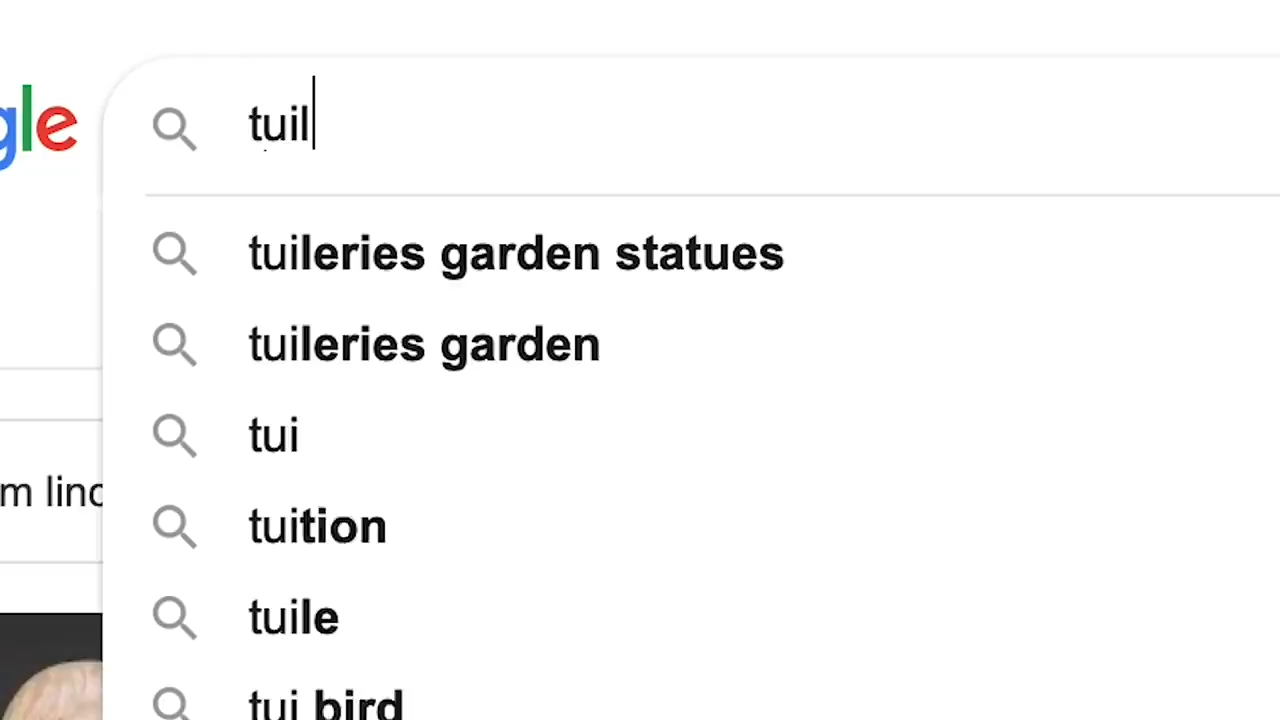 gle
tuil
tuileries garden statues
tuileries garden
tui
tuition
m linc
tuile
tui bird